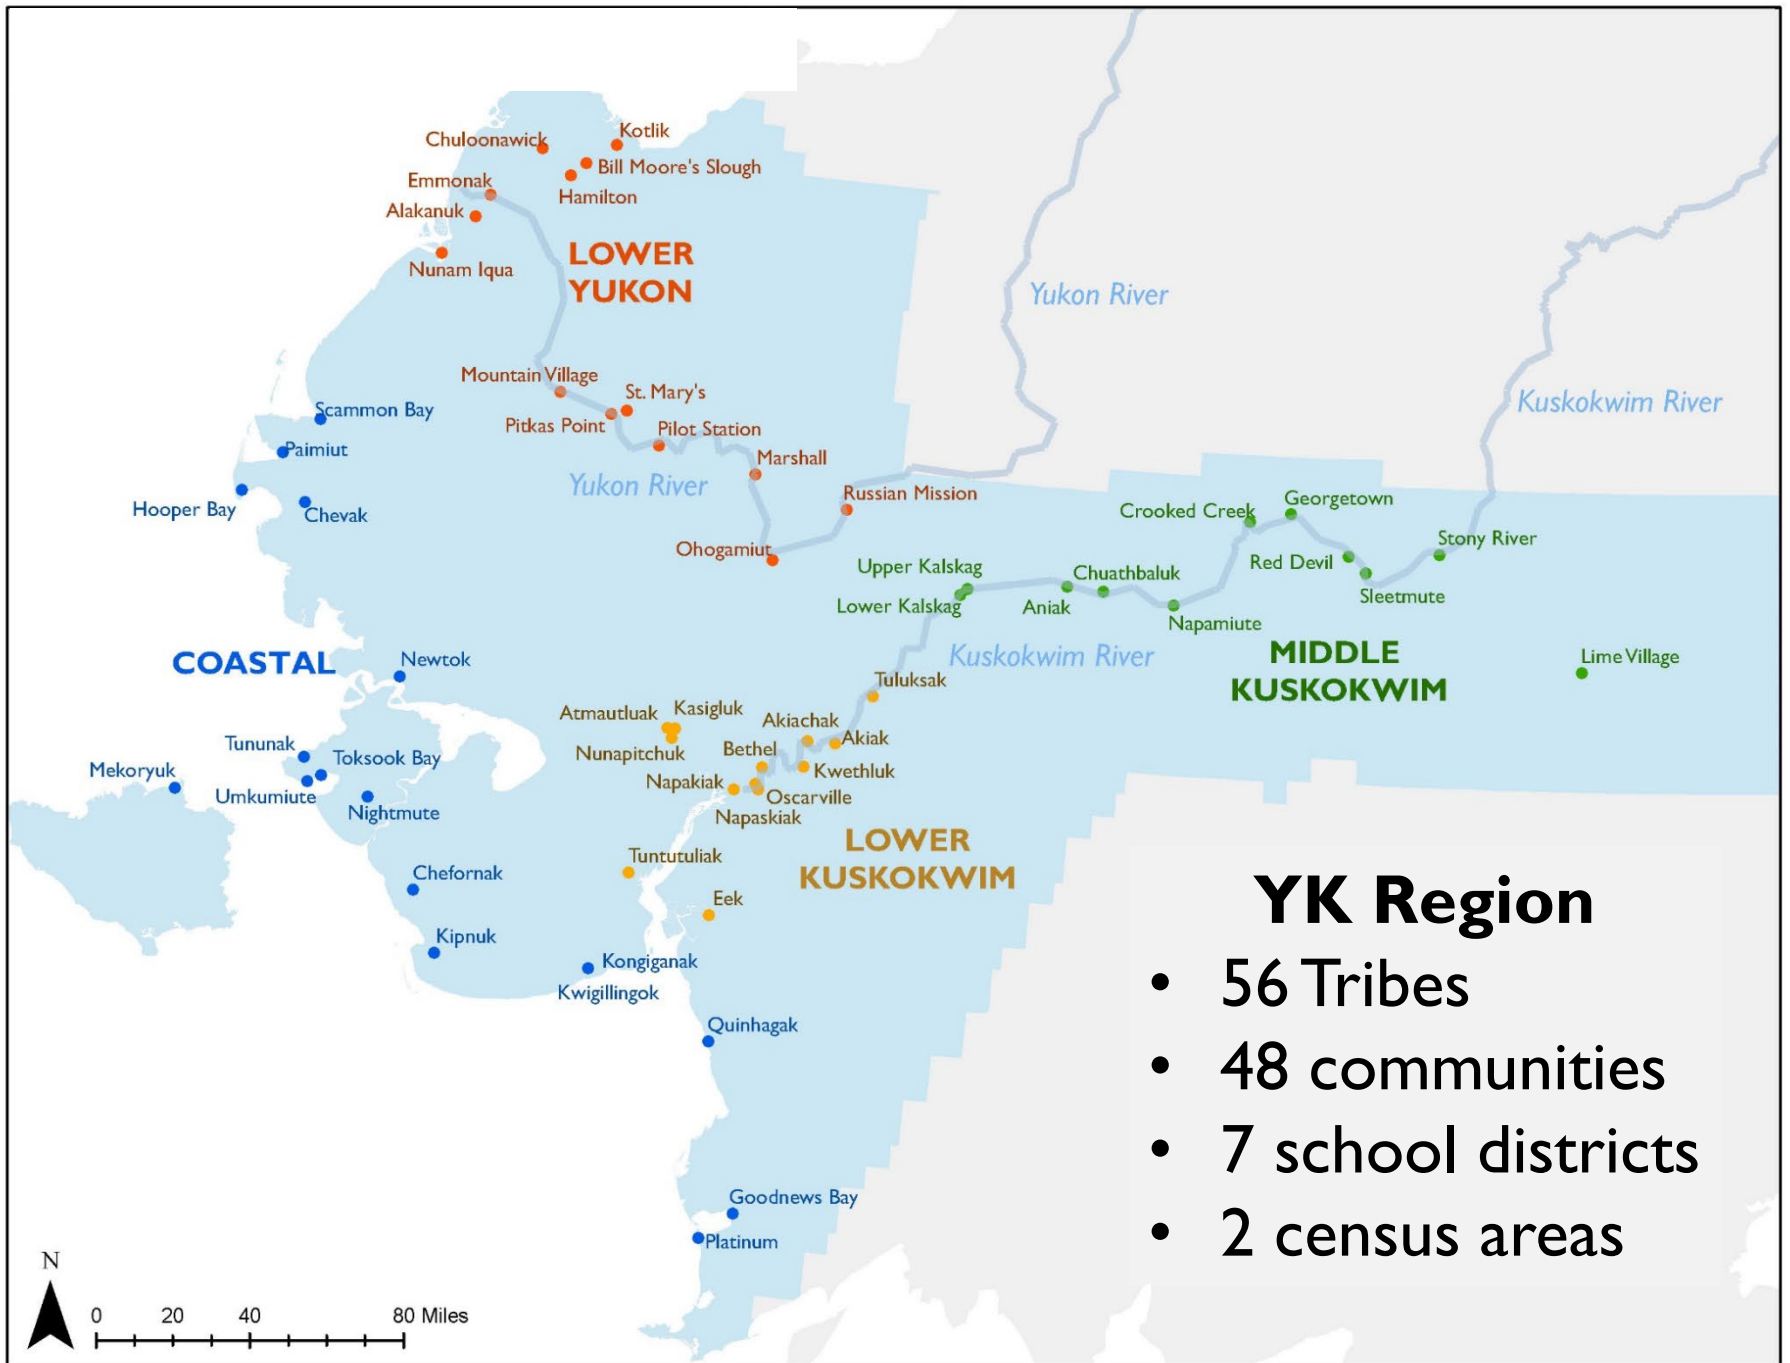 Kotlik
Chuloonawick
Bill Moore's Slough
Emmonak
Hamilton
Alakanuk
LOWER
YUKON
Nunam Iqua
Yukon River
Mountain Village
St. Mary's
Kuskokwim River
Scammon Bay
Pitkas Point
Pilot Station
Paimiut
Marshall
Yukon River
Russian Mission
Georgetown
Hooper Bay
Chevak
Crooked Creek
Stony River
Ohogamiut
Upper Kalskag
Chuathbaluk
Red Devil
Lower Kalskag
Aniak
Sleetmute
Napamiute
COASTAL
Newtok
Kuskokwim River
MIDDLE
KUSKOKWIM
Lime Village
Tuluksak
Atmautluak
Kasigluk
Akiachak
Akiak
Tununak
Toksook Bay
Nunapitchuk
Bethel
Mekoryuk
Napakiak
Kwethluk
Umkumiute
Oscarville
Nightmute
Napaskiak
LOWER
KUSKOKWIM
Tuntutuliak
Chefornak
Eek
YK Region
Kipnuk
Kongiganak
Kwigillingok
• 56 Tribes
Quinhagak
• 48 communities
• 7 school districts
Goodnews Bay
Platinum
• 2 census areas
N
0 20 40 80 Miles